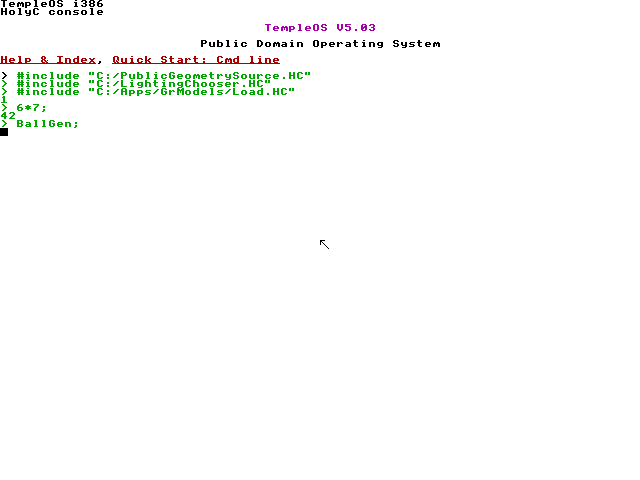 TempleOS i386
HolyC console
TempleOS V5.03
Public Domain Operating System
Help & Index, Quick Start: Cmd line
> #include "C:/PublicGeometrySource.HC"
> #include "C:/LightingChooser.HC"
> #include "C:/Apps/GrModels/Load.HC"
1
> 6*7;
42
> BallGen;